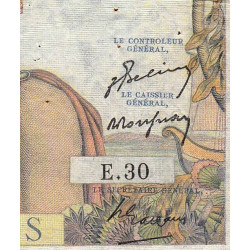 LE CONTROLEUR
GÉNÉRAL,
LE CAISSIER
GÉNÉRAL,
E.30
LE SECRÉTAIRE GÉNÉRAL,
S